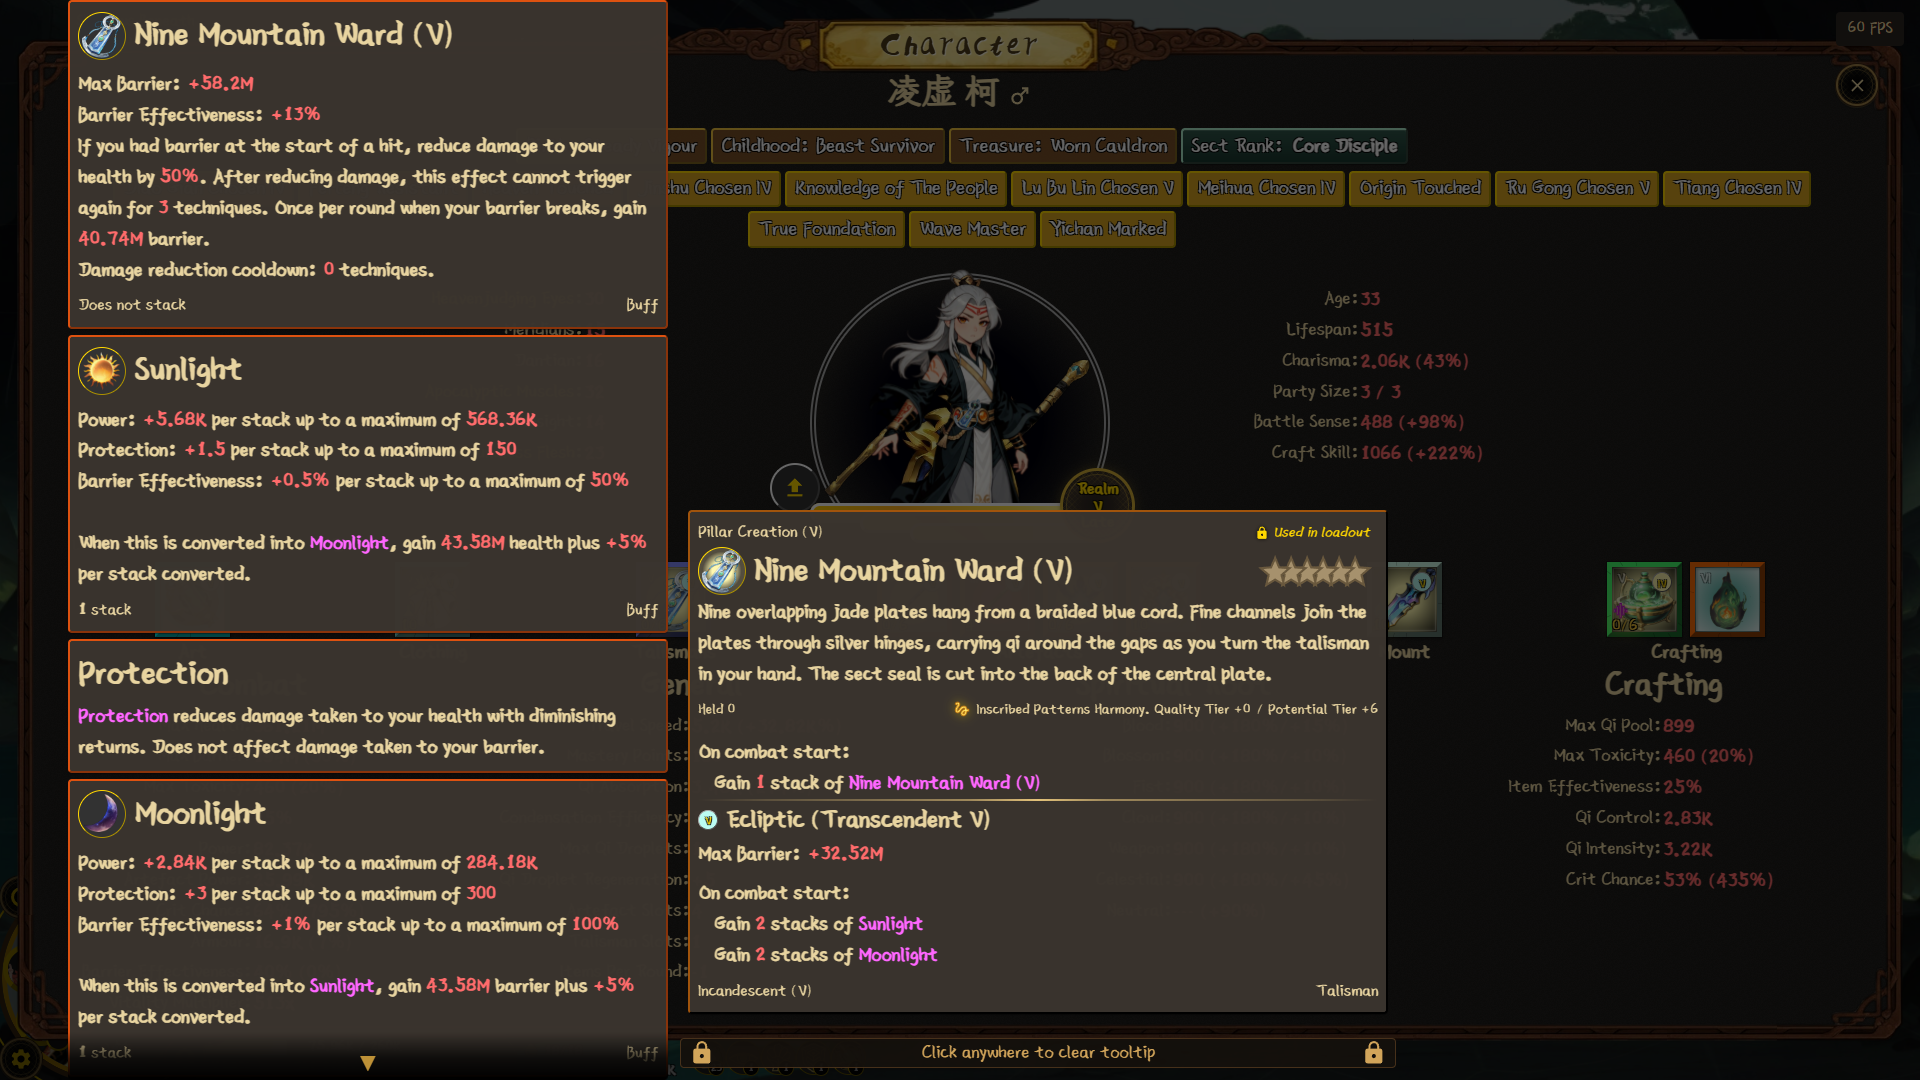 Nine Mountain Ward (V)
Max Barrier: +58.2M
Barrier Effectiveness: +13%
If you had barrier at the start of a hit, reduce damage to your
health by 50%. After reducing damage, this effect cannot trigger
again for 3 techniques. Once per round when your barrier breaks, gain
40.74M barrier.
Damage reduction cooldown: 0 techniques.
Does not stack
Buff
Sunlight
Power: +5.68K per stack up to a maximum of 568.36K
Protection: +1.5 per stack up to a maximum of 150
Barrier Effectiveness: +0.5% per stack up to a maximum of 50%
When this is converted into Moonlight, gain 43.58M health plus +5%
per stack converted.
1 stack
Buff
Protection
Protection reduces damage taken to your health with diminishing
returns. Does not affect damage taken to your barrier.
Moonlight
Power: +2.84K per stack up to a maximum of 284.18K
Protection: +3 per stack up to a maximum of 300
Barrier Effectiveness: +1% per stack up to a maximum of 100%
When this is converted into Sunlight, gain 43.58M barrier plus +5%
per stack converted.
1 stack
Buff
Character
60 FPS
凌虚 柯 ♂
Childhood: Beast Survivor
Treasure: Worn Cauldron
Sect Rank: Core Disciple
Chosen IV
Knowledge of The People
Lu Bu Lin Chosen V
Meihua Chosen IV
Origin Touched
Ru Gong Chosen V
Tiang Chosen IV
True Foundation
Wave Master
Yichan Marked
Age: 33
Lifespan: 515
Charisma: 2.06K (43%)
Party Size: 3 / 3
Battle Sense: 488 (+98%)
Craft Skill: 1066 (+222%)
Realm
V
Pillar Creation (V)
Used in loadout
Nine Mountain Ward (V)
Nine overlapping jade plates hang from a braided blue cord. Fine channels join the
plates through silver hinges, carrying qi around the gaps as you turn the talisman
in your hand. The sect seal is cut into the back of the central plate.
Held 0
Inscribed Patterns Harmony. Quality Tier +0 / Potential Tier +6
On combat start:
Gain 1 stack of Nine Mountain Ward (V)
V
Ecliptic (Transcendent V)
Max Barrier: +32.52M
On combat start:
Gain 2 stacks of Sunlight
Gain 2 stacks of Moonlight
Incandescent (V)
Talisman
V
V
IV
0/6
VI
Crafting
Crafting
Max Qi Pool: 899
Max Toxicity: 460 (20%)
Item Effectiveness: 25%
Qi Control: 2.83K
Qi Intensity: 3.22K
Crit Chance: 53% (435%)
Click anywhere to clear tooltip